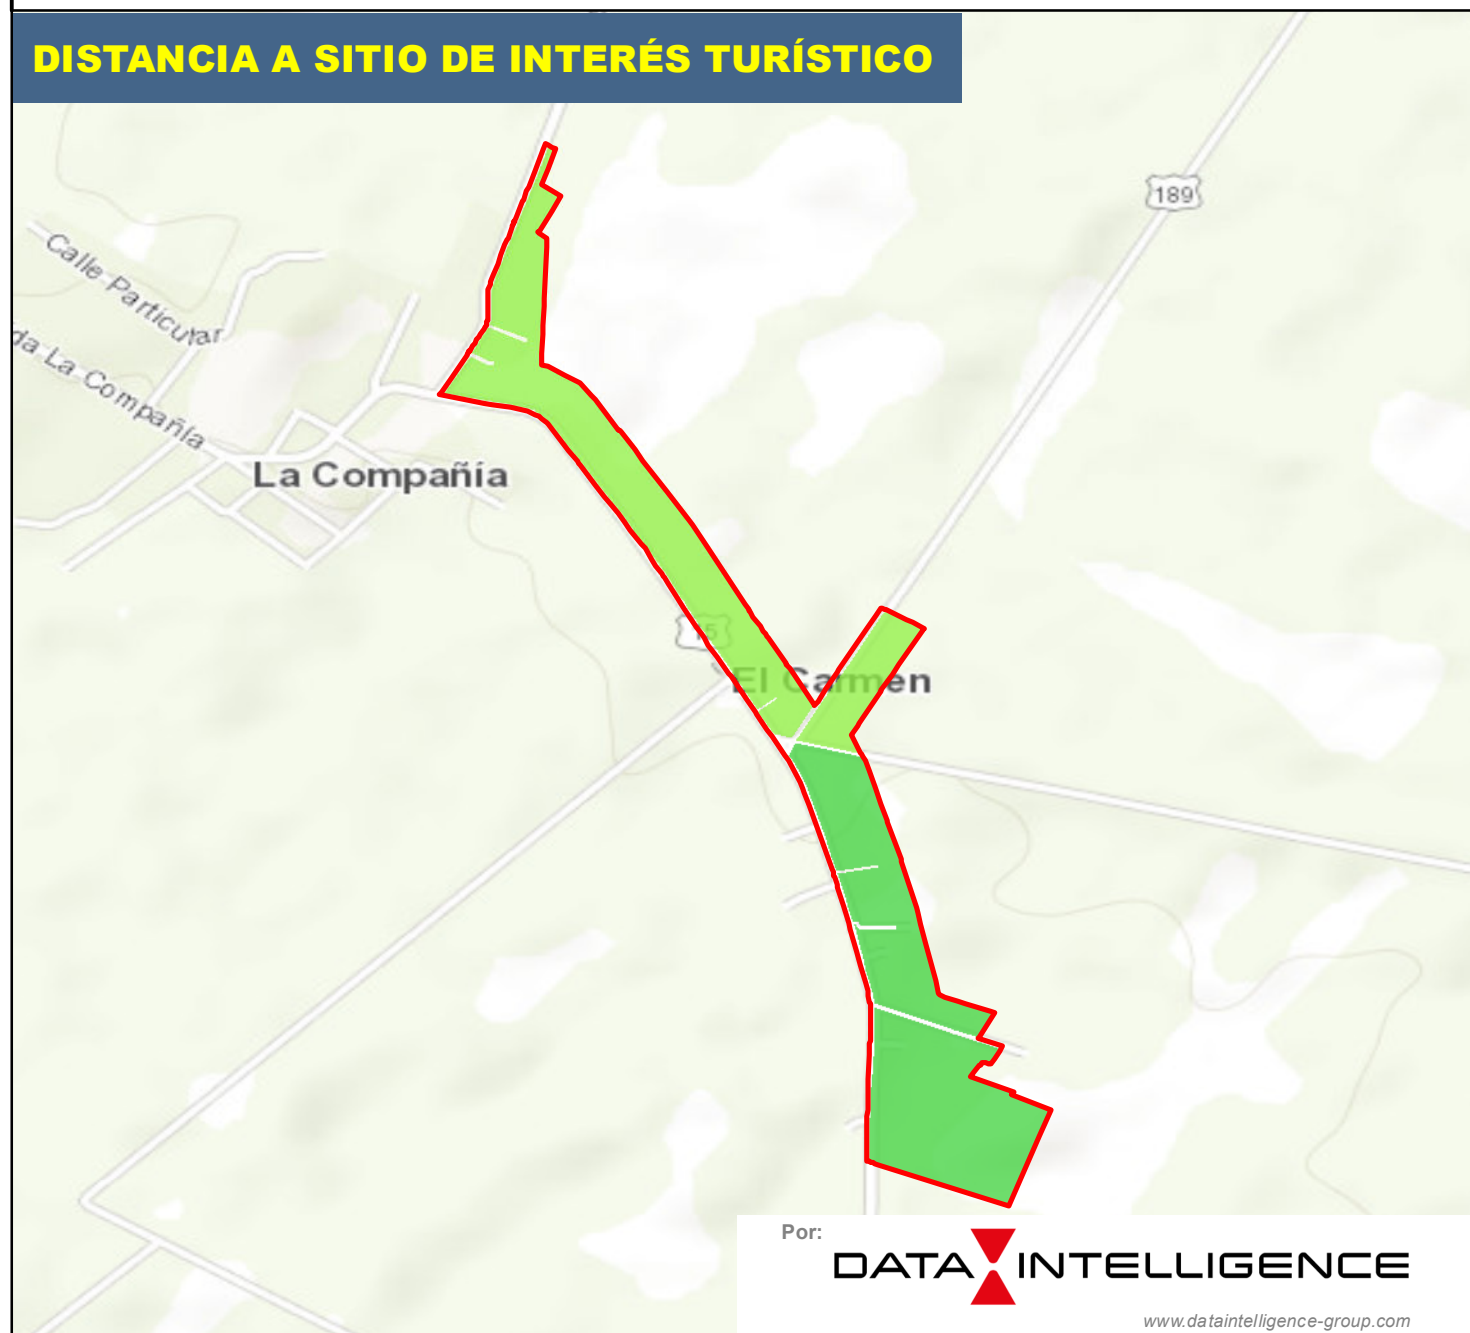 DISTANCIA A SITIO DE INTERÉS TURÍSTICO
189
Calle Particular
da La Compañía
La Compañía
15
El Carmen
Por:
DATA INTELLIGENCE
www.dataintelligence-group.com